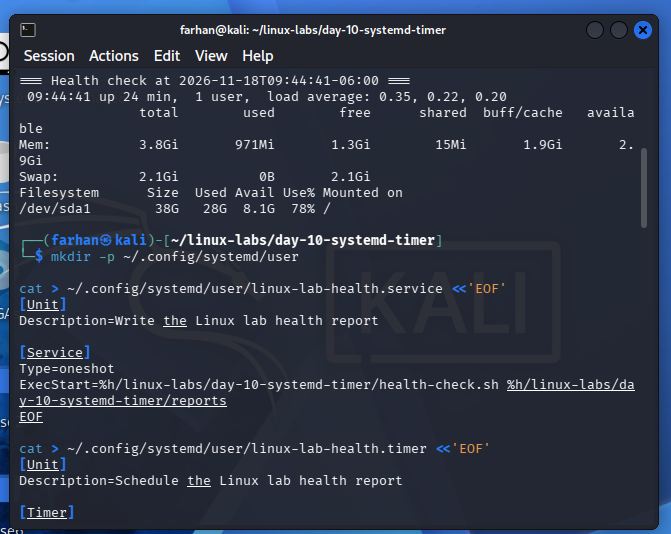 farhan@kali: ~/linux-labs/day-10-systemd-timer
Session Actions Edit View Help
=== Health check at 2026-11-18T09:44:41-06:00 ===
 09:44:41 up 24 min,  1 user,  load average: 0.35, 0.22, 0.20
               total        used        free      shared  buff/cache   availa
ble
Mem:           3.8Gi       971Mi       1.3Gi        15Mi       1.9Gi       2.
9Gi
Swap:          2.1Gi          0B       2.1Gi
Filesystem      Size  Used Avail Use% Mounted on
/dev/sda1        38G   28G  8.1G  78% /
┌──(farhan㉿kali)-[~/linux-labs/day-10-systemd-timer]
└─$ mkdir -p ~/.config/systemd/user
cat > ~/.config/systemd/user/linux-lab-health.service <<'EOF'
[Unit]
Description=Write the Linux lab health report
[Service]
Type=oneshot
ExecStart=%h/linux-labs/day-10-systemd-timer/health-check.sh %h/linux-labs/da
y-10-systemd-timer/reports
EOF
cat > ~/.config/systemd/user/linux-lab-health.timer <<'EOF'
[Unit]
Description=Schedule the Linux lab health report
[Timer]
KALI